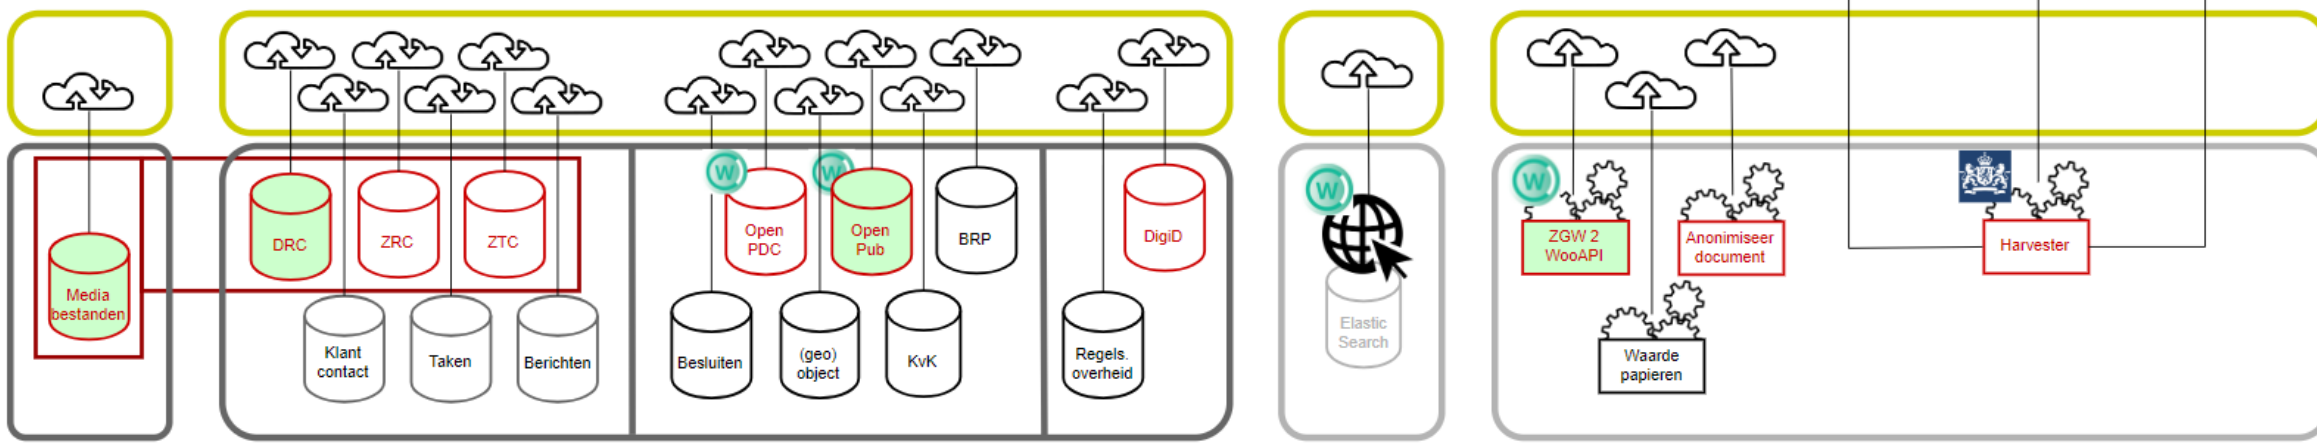 W
W
W
W
DRC
ZRC
ZTC
Open
PDC
Open
Pub
BRP
DigiD
ZGW 2
WooAPI
Anonimiseer
document
Harvester
Media
bestanden
Klant
contact
Taken
Berichten
Besluiten
(geo)
object
KvK
Regels.
overheid
Elastic
Search
Waarde
papieren